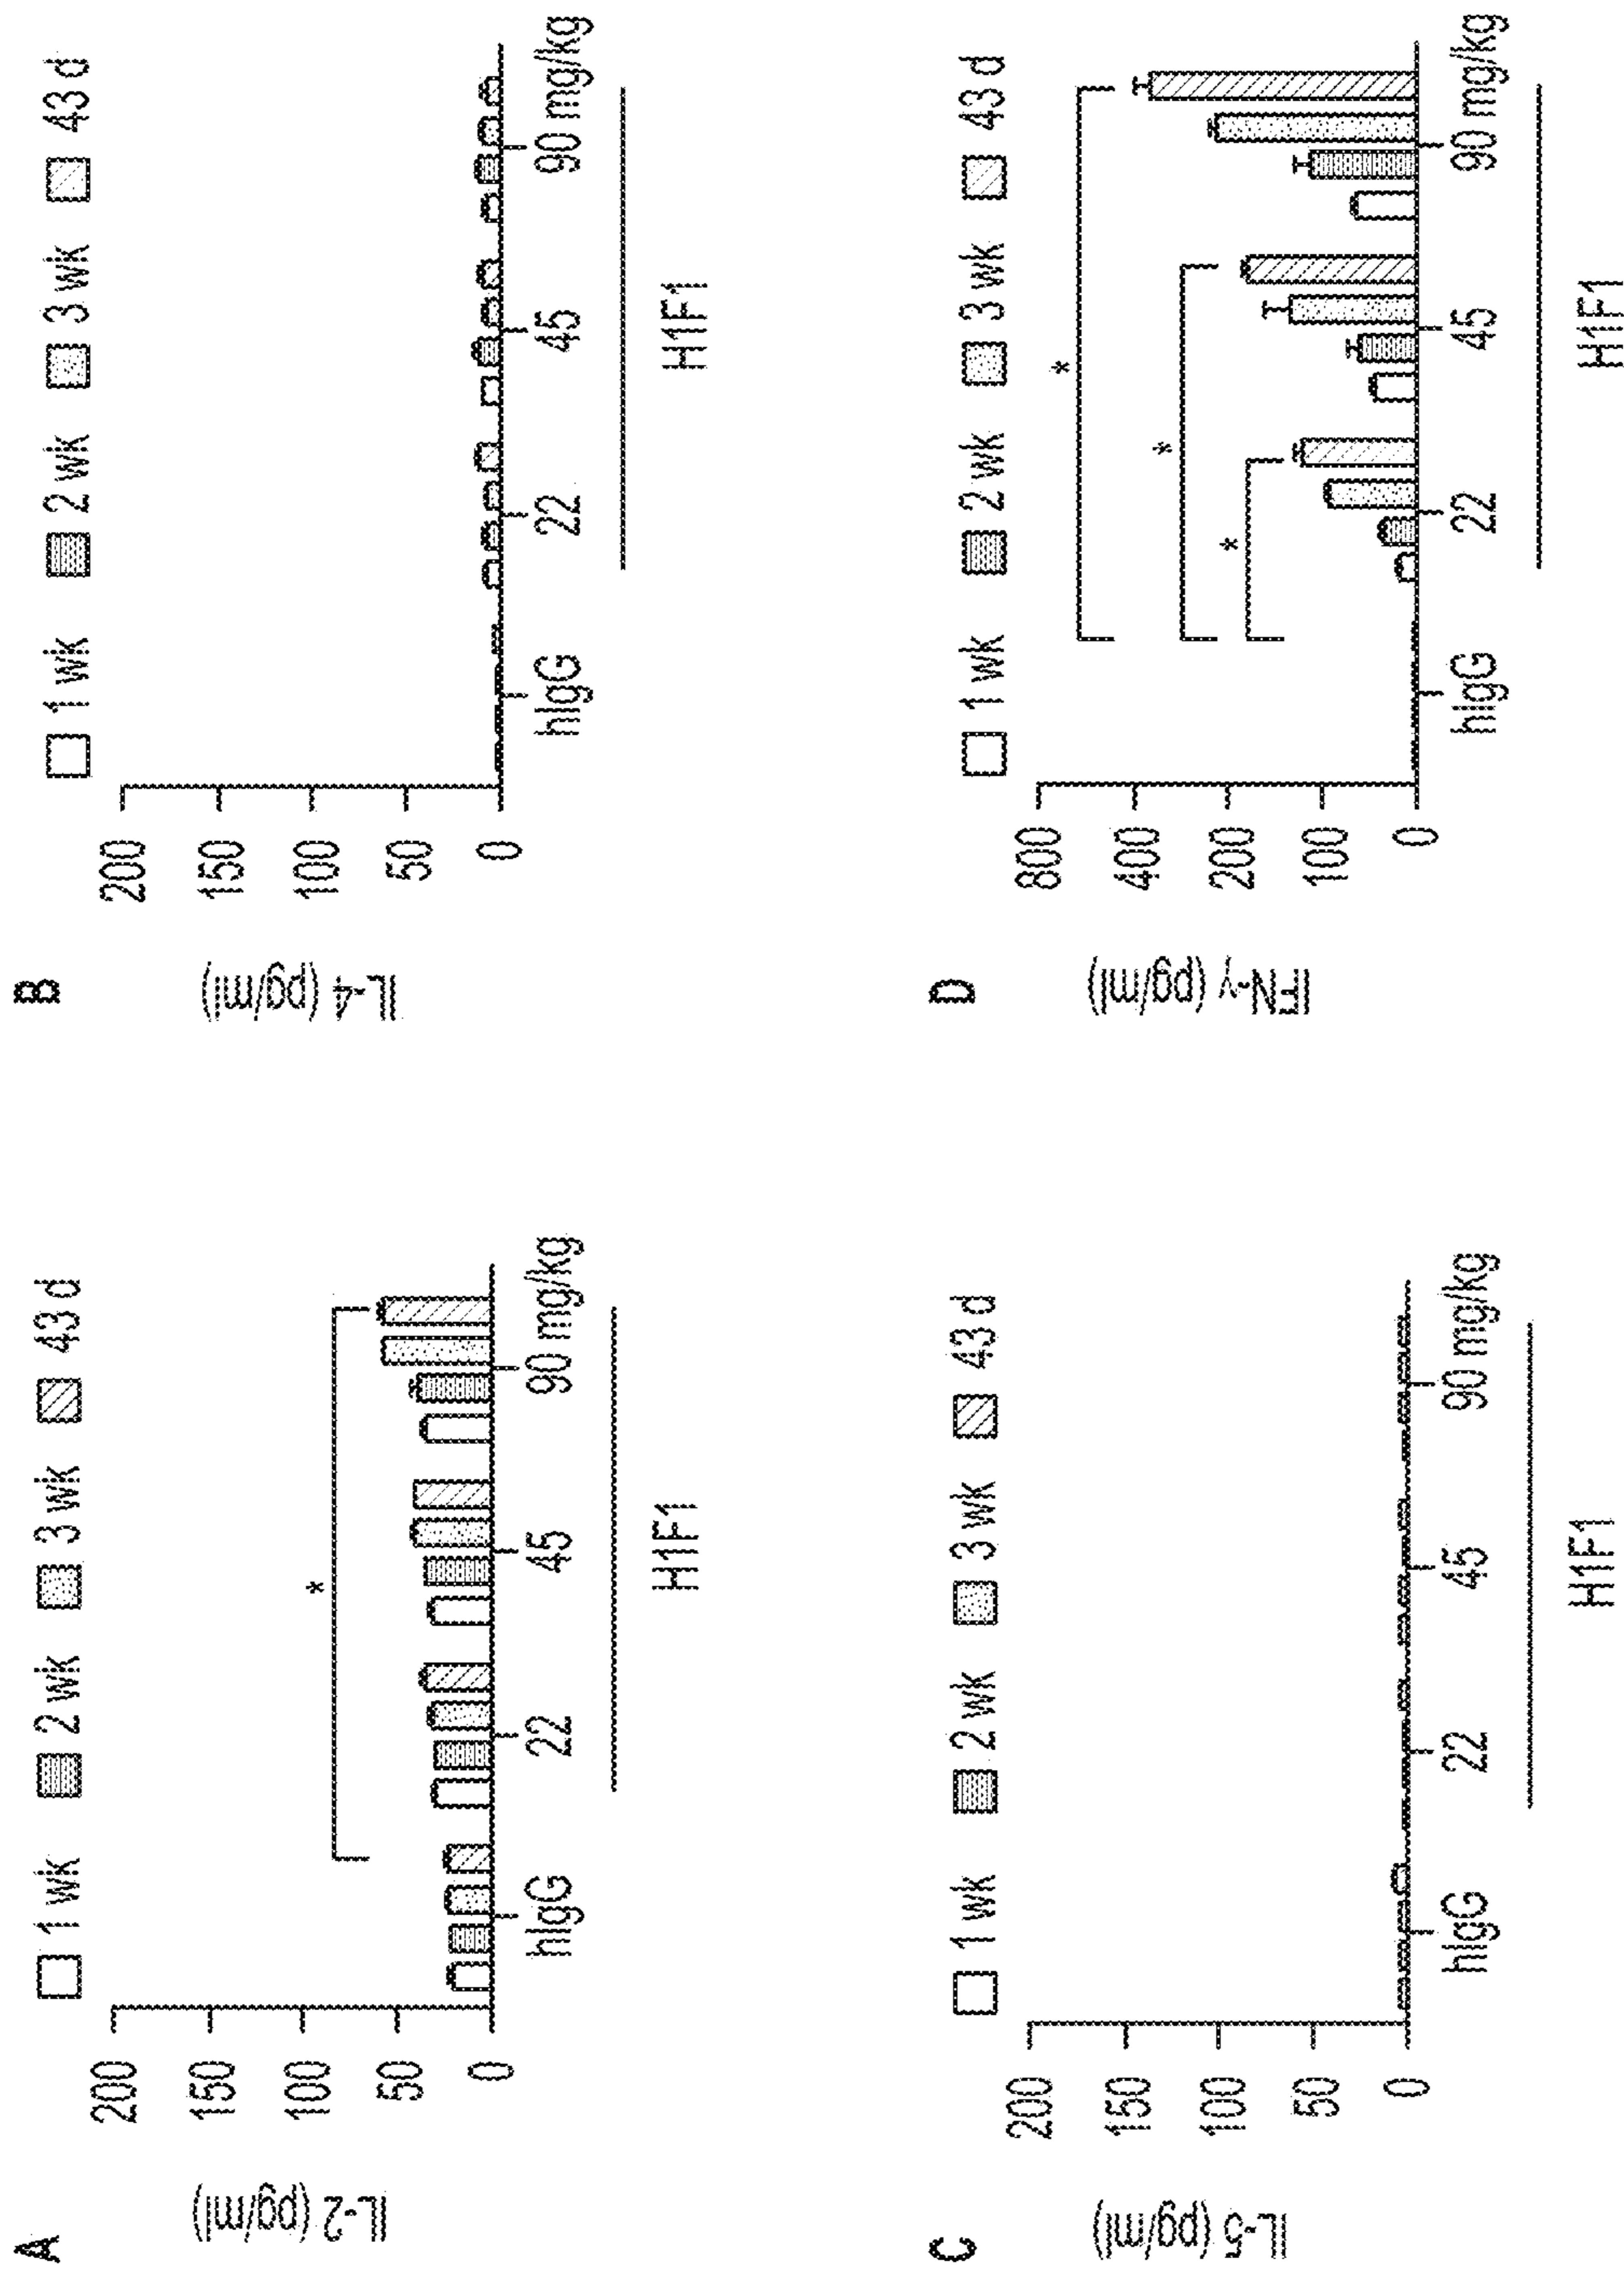 A
1 wk 2 wk 3 wk 43 d
IL-2 (pg/ml)
200
150
100
50
0
*
hIgG 22 45 90 mg/kg
H1F1
B
1 wk 2 wk 3 wk 43 d
IL-4 (pg/ml)
200
150
100
50
0
hIgG 22 45 90 mg/kg
H1F1
C
1 wk 2 wk 3 wk 43 d
IL-5 (pg/ml)
200
150
100
50
0
hIgG 22 45 90 mg/kg
H1F1
D
1 wk 2 wk 3 wk 43 d
IFN-γ (pg/ml)
800
400
200
100
0
*
*
*
hIgG 22 45 90 mg/kg
H1F1